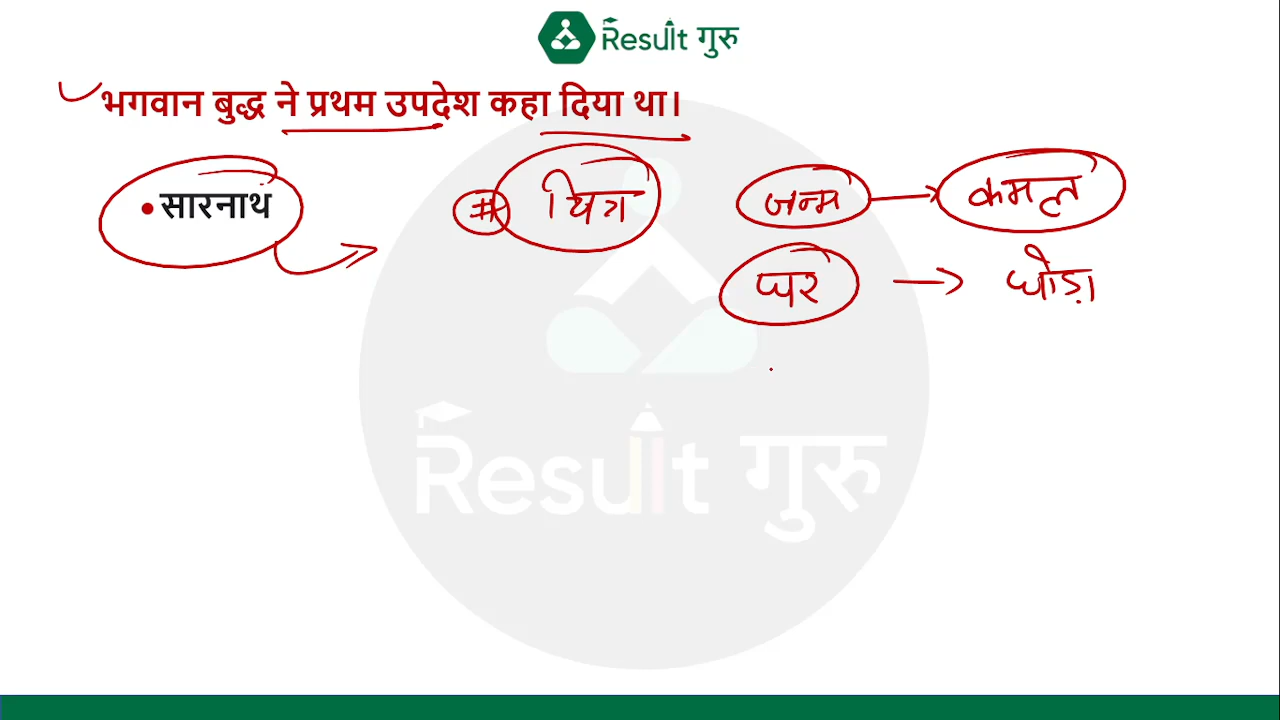 Result गुरु
भगवान बुद्ध ने प्रथम उपदेश कहा दिया था।
•सारनाथ
# चित्र
जन्म → कमल
घर → घोड़ा
Result गुरु